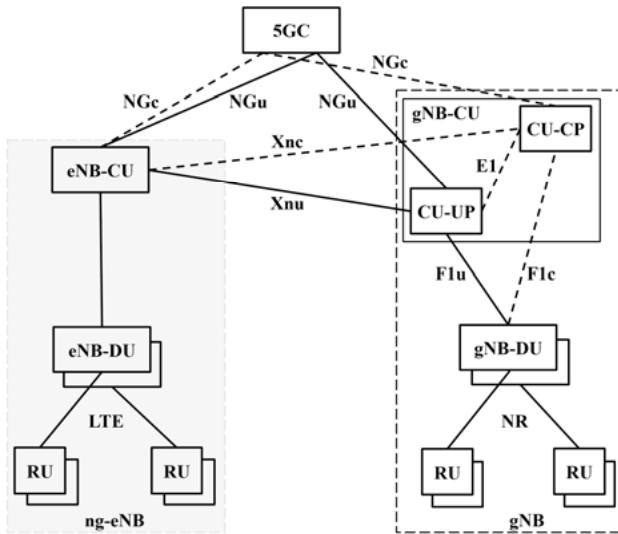 5GC
NGc
NGu
NGu
NGc
gNB-CU
CU-CP
Xnc
eNB-CU
E1
Xnu
CU-UP
F1u
F1c
eNB-DU
gNB-DU
LTE
NR
RU
RU
RU
RU
ng-eNB
gNB